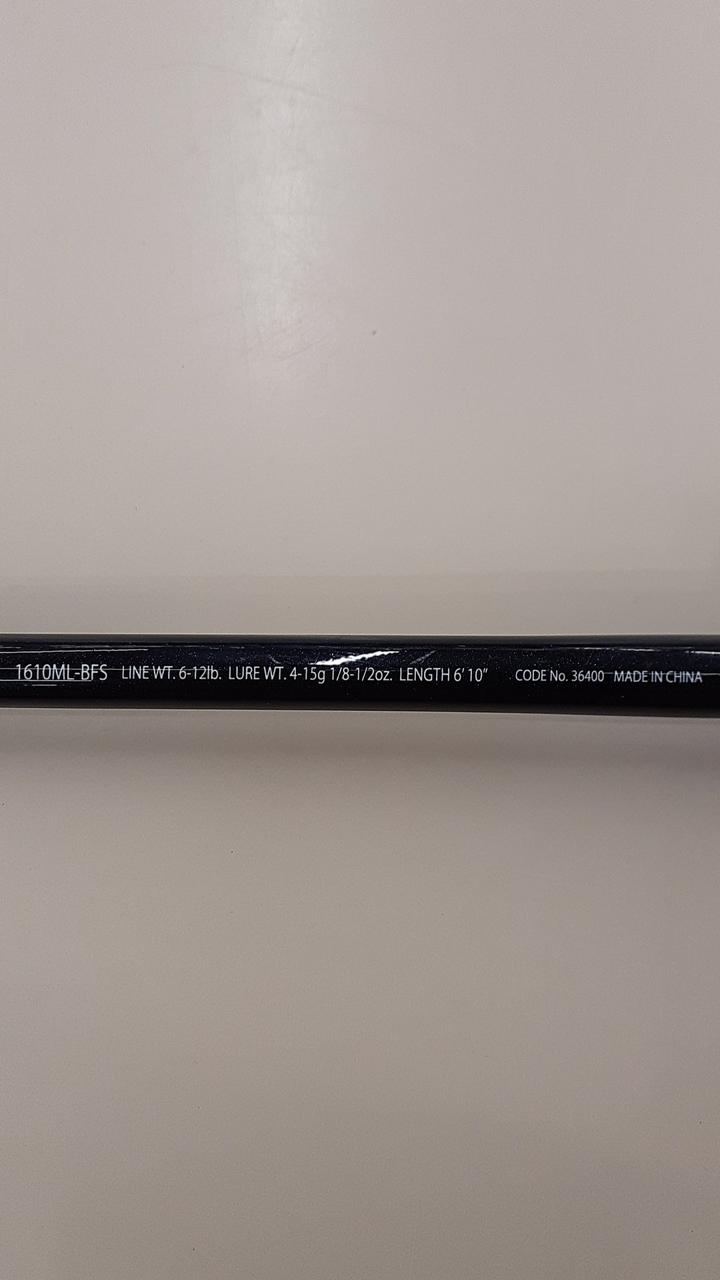 1610ML-BFS LINE WT. 6-12lb. LURE WT. 4-15g 1/8-1/2oz. LENGTH 6' 10" CODE No. 36400 MADE IN CHINA